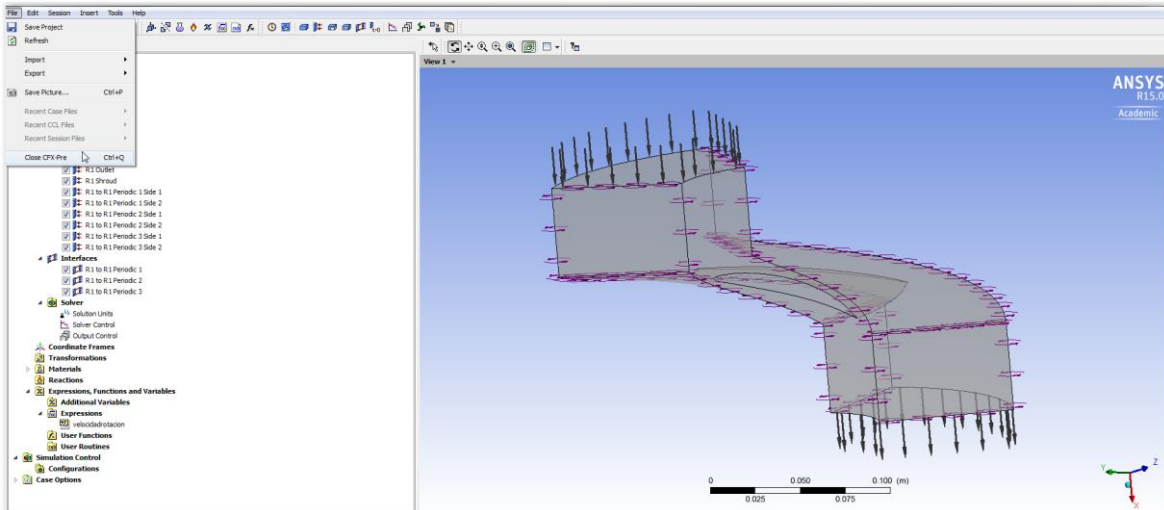 File Edit Session Insert Tools Help
Save Project
Refresh
Import
Export
Save Picture... Ctrl+P
Recent Case Files
Recent CCL Files
Recent Session Files
Close CFX-Pre Ctrl+Q
R1 Outlet
R1 Shroud
R1 to R1 Periodic 1 Side 1
R1 to R1 Periodic 1 Side 2
R1 to R1 Periodic 2 Side 1
R1 to R1 Periodic 2 Side 2
R1 to R1 Periodic 3 Side 1
R1 to R1 Periodic 3 Side 2
Interfaces
R1 to R1 Periodic 1
R1 to R1 Periodic 2
R1 to R1 Periodic 3
Solver
Solution Units
Solver Control
Output Control
Coordinate Frames
Transformations
Materials
Reactions
Expressions, Functions and Variables
Additional Variables
Expressions
velocidadrotacion
User Functions
User Routines
Simulation Control
Configurations
Case Options
View 1
ANSYS
R15.0
Academic
0 0.050 0.100 (m)
0.025 0.075
Y Z
X